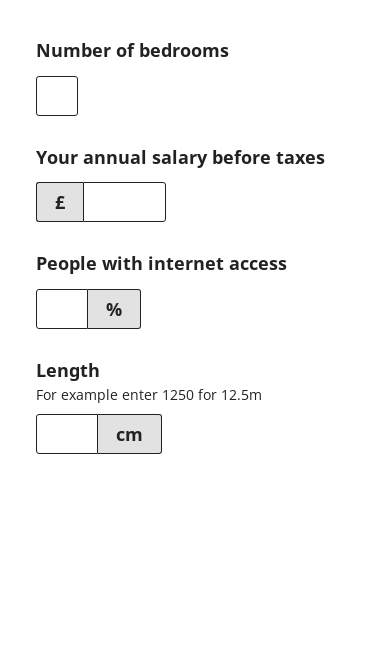 Number of bedrooms
Your annual salary before taxes
£
People with internet access
%
Length
For example enter 1250 for 12.5m
cm